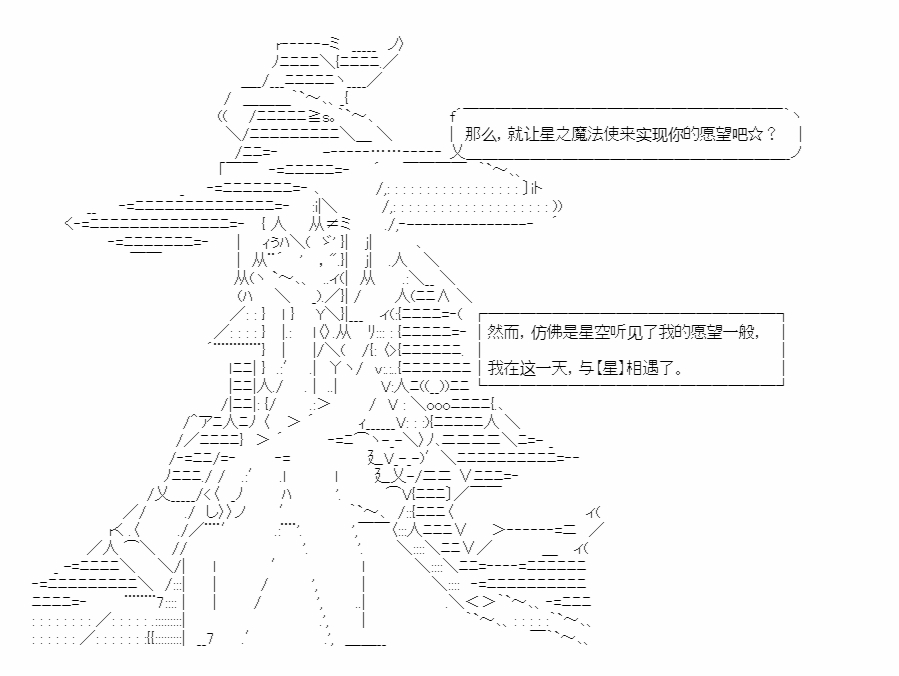 那么，就让星之魔法使来实现你的愿望吧☆？
然而，仿佛是星空听见了我的愿望一般，
我在这一天，与【星】相遇了。